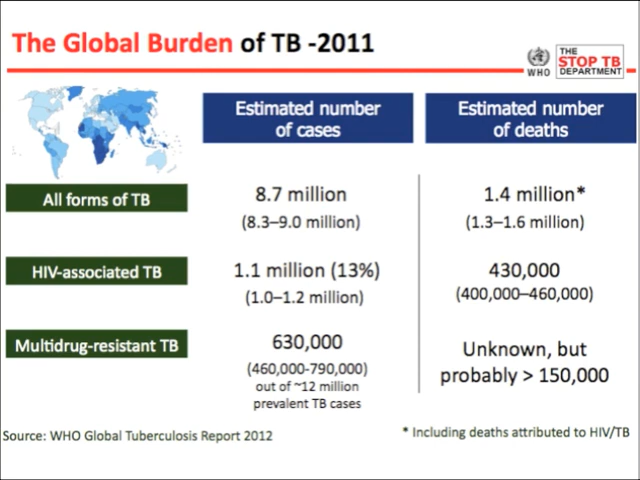 The Global Burden of TB -2011
WHO
THE
STOP TB
DEPARTMENT
Estimated number
of cases
Estimated number
of deaths
All forms of TB
8.7 million
(8.3–9.0 million)
1.4 million*
(1.3–1.6 million)
HIV-associated TB
1.1 million (13%)
(1.0–1.2 million)
430,000
(400,000–460,000)
Multidrug-resistant TB
630,000
(460,000-790,000)
out of ~12 million
prevalent TB cases
Unknown, but
probably > 150,000
Source: WHO Global Tuberculosis Report 2012
* Including deaths attributed to HIV/TB